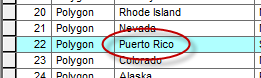 20 Polygon Rhode Island
21 Polygon Nevada
22 Polygon Puerto Rico
23 Polygon Colorado
24 Polygon Alaska